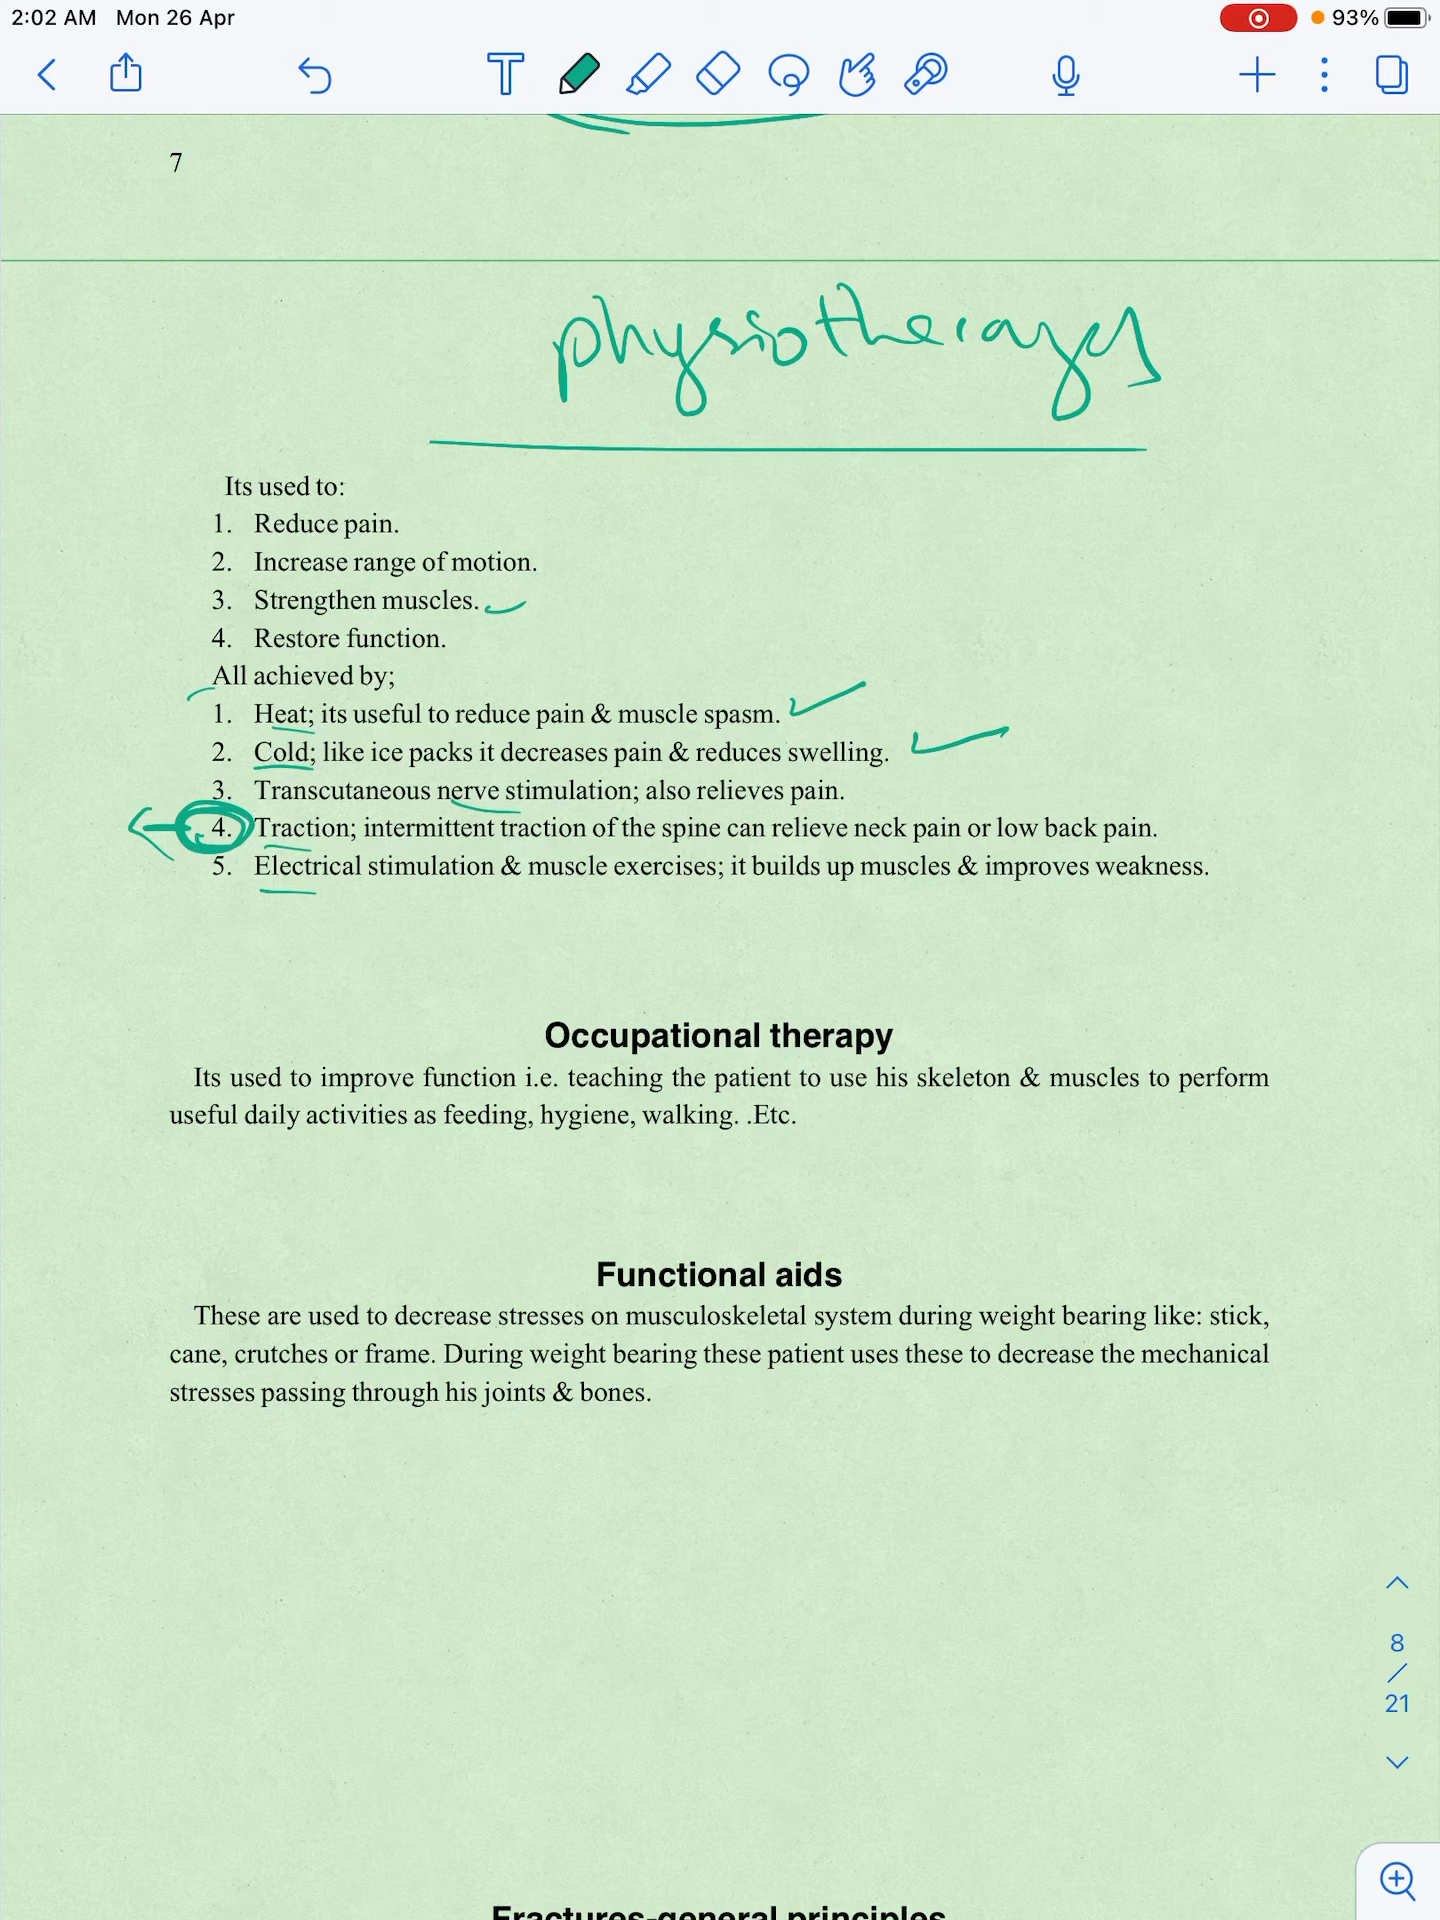 2:02 AM Mon 26 Apr
93%
7
physiotherapy
Its used to:
1. Reduce pain.
2. Increase range of motion.
3. Strengthen muscles.
4. Restore function.
All achieved by;
1. Heat; its useful to reduce pain & muscle spasm.
2. Cold; like ice packs it decreases pain & reduces swelling.
3. Transcutaneous nerve stimulation; also relieves pain.
4. Traction; intermittent traction of the spine can relieve neck pain or low back pain.
5. Electrical stimulation & muscle exercises; it builds up muscles & improves weakness.
Occupational therapy
Its used to improve function i.e. teaching the patient to use his skeleton & muscles to perform
useful daily activities as feeding, hygiene, walking. .Etc.
Functional aids
These are used to decrease stresses on musculoskeletal system during weight bearing like: stick,
cane, crutches or frame. During weight bearing these patient uses these to decrease the mechanical
stresses passing through his joints & bones.
8
/
21
Fractures-general principles